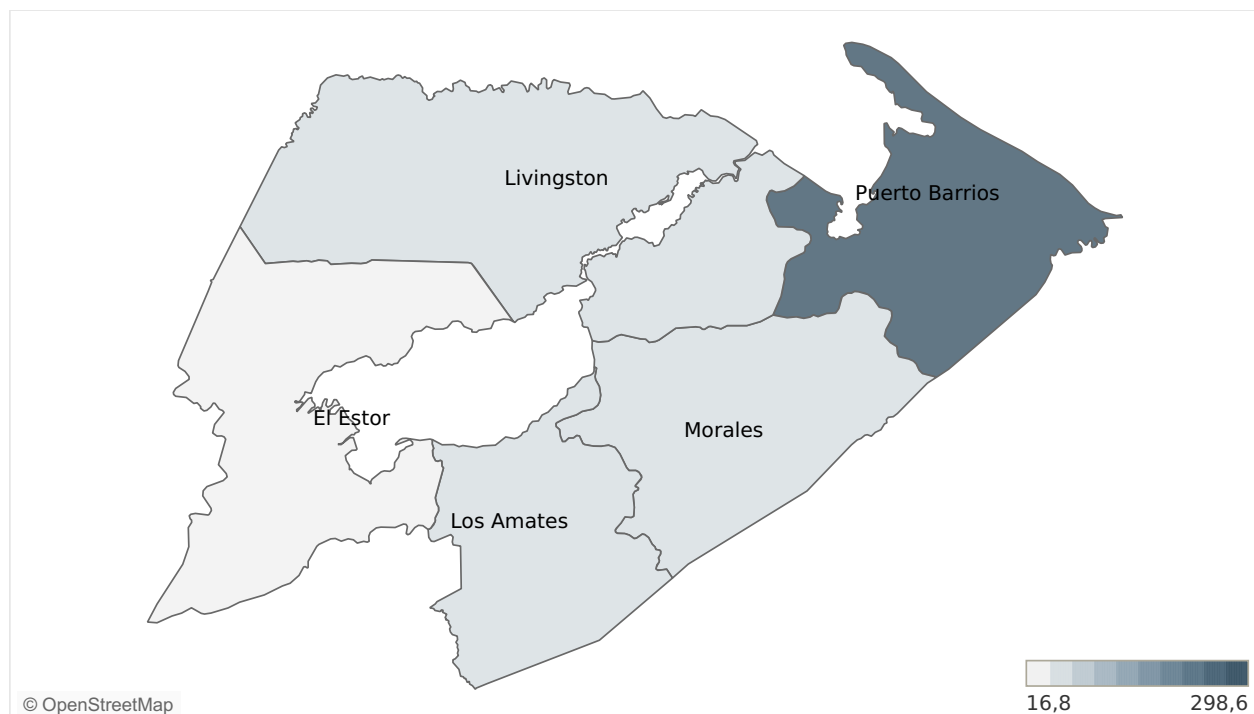 Livingston
Puerto Barrios
El Estor
Morales
Los Amates
16,8
298,6
© OpenStreetMap